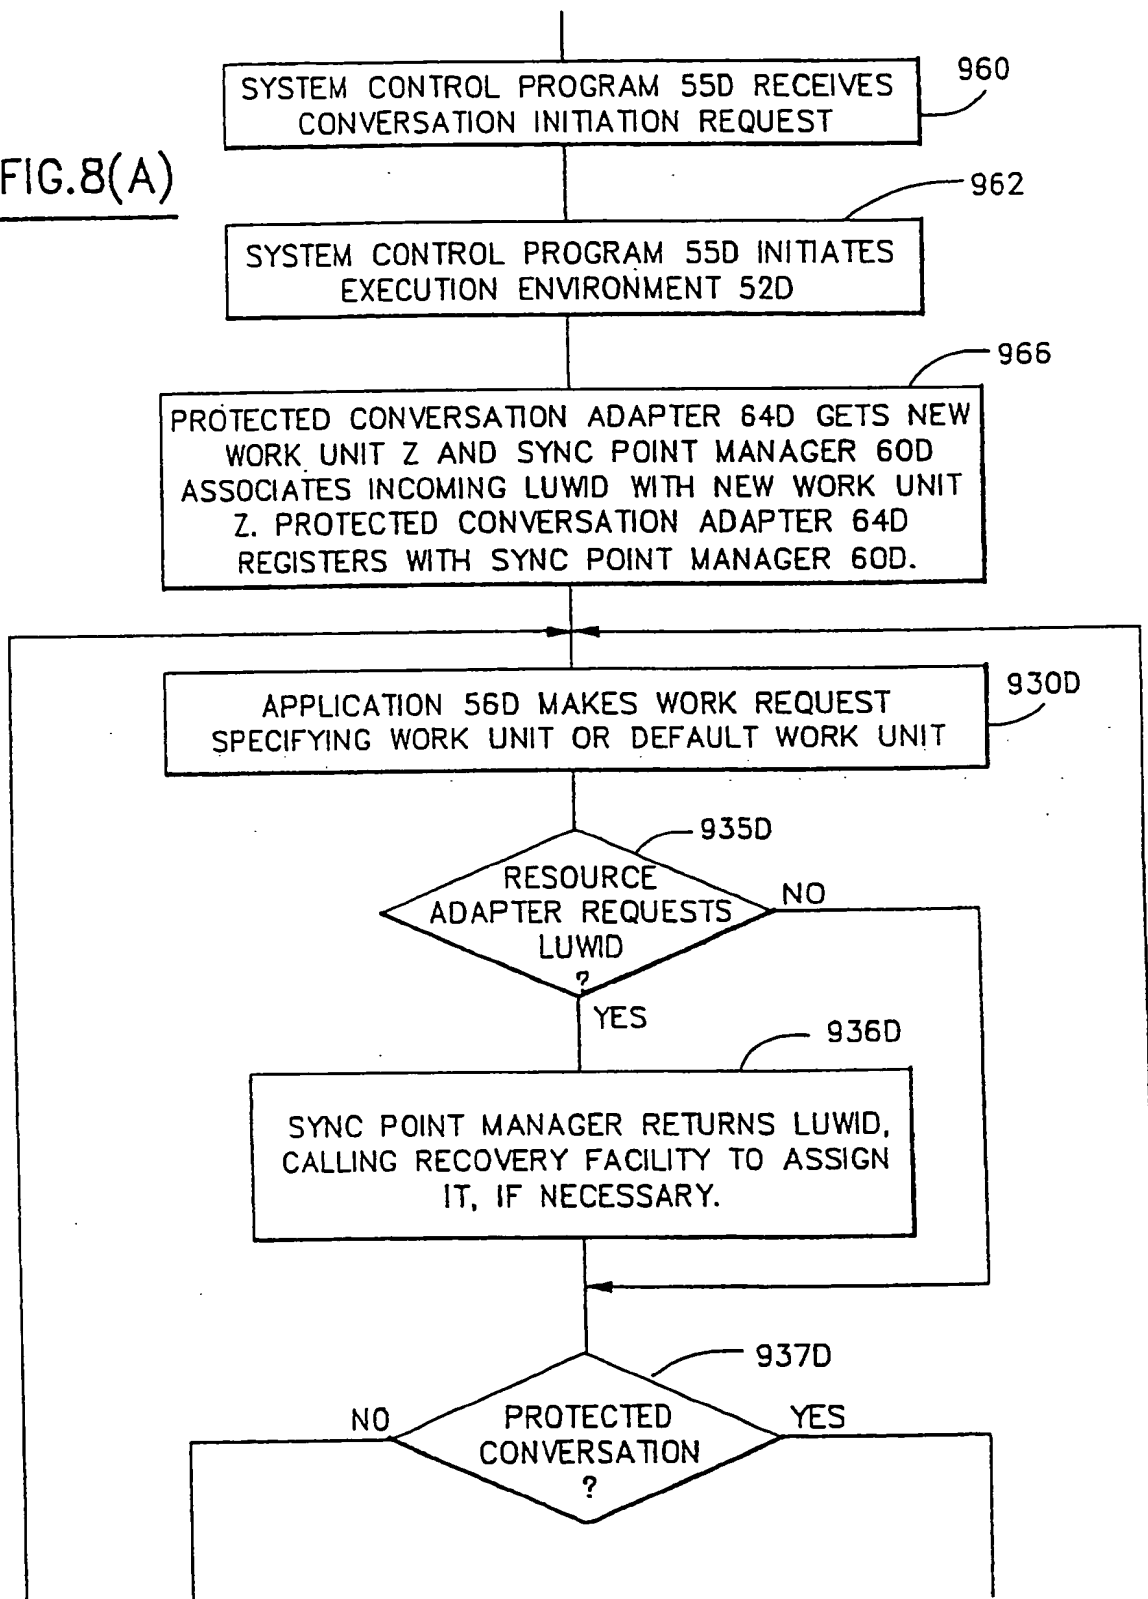 SYSTEM CONTROL PROGRAM 55D RECEIVES
CONVERSATION INITIATION REQUEST
960
FIG.8(A)
962
SYSTEM CONTROL PROGRAM 55D INITIATES
EXECUTION ENVIRONMENT 52D
966
PROTECTED CONVERSATION ADAPTER 64D GETS NEW
WORK UNIT Z AND SYNC POINT MANAGER 60D
ASSOCIATES INCOMING LUWID WITH NEW WORK UNIT
Z. PROTECTED CONVERSATION ADAPTER 64D
REGISTERS WITH SYNC POINT MANAGER 60D.
930D
APPLICATION 56D MAKES WORK REQUEST
SPECIFYING WORK UNIT OR DEFAULT WORK UNIT
935D
RESOURCE
ADAPTER REQUESTS
LUWID
?
NO
YES
936D
SYNC POINT MANAGER RETURNS LUWID,
CALLING RECOVERY FACILITY TO ASSIGN
IT, IF NECESSARY.
937D
NO
PROTECTED
CONVERSATION
?
YES